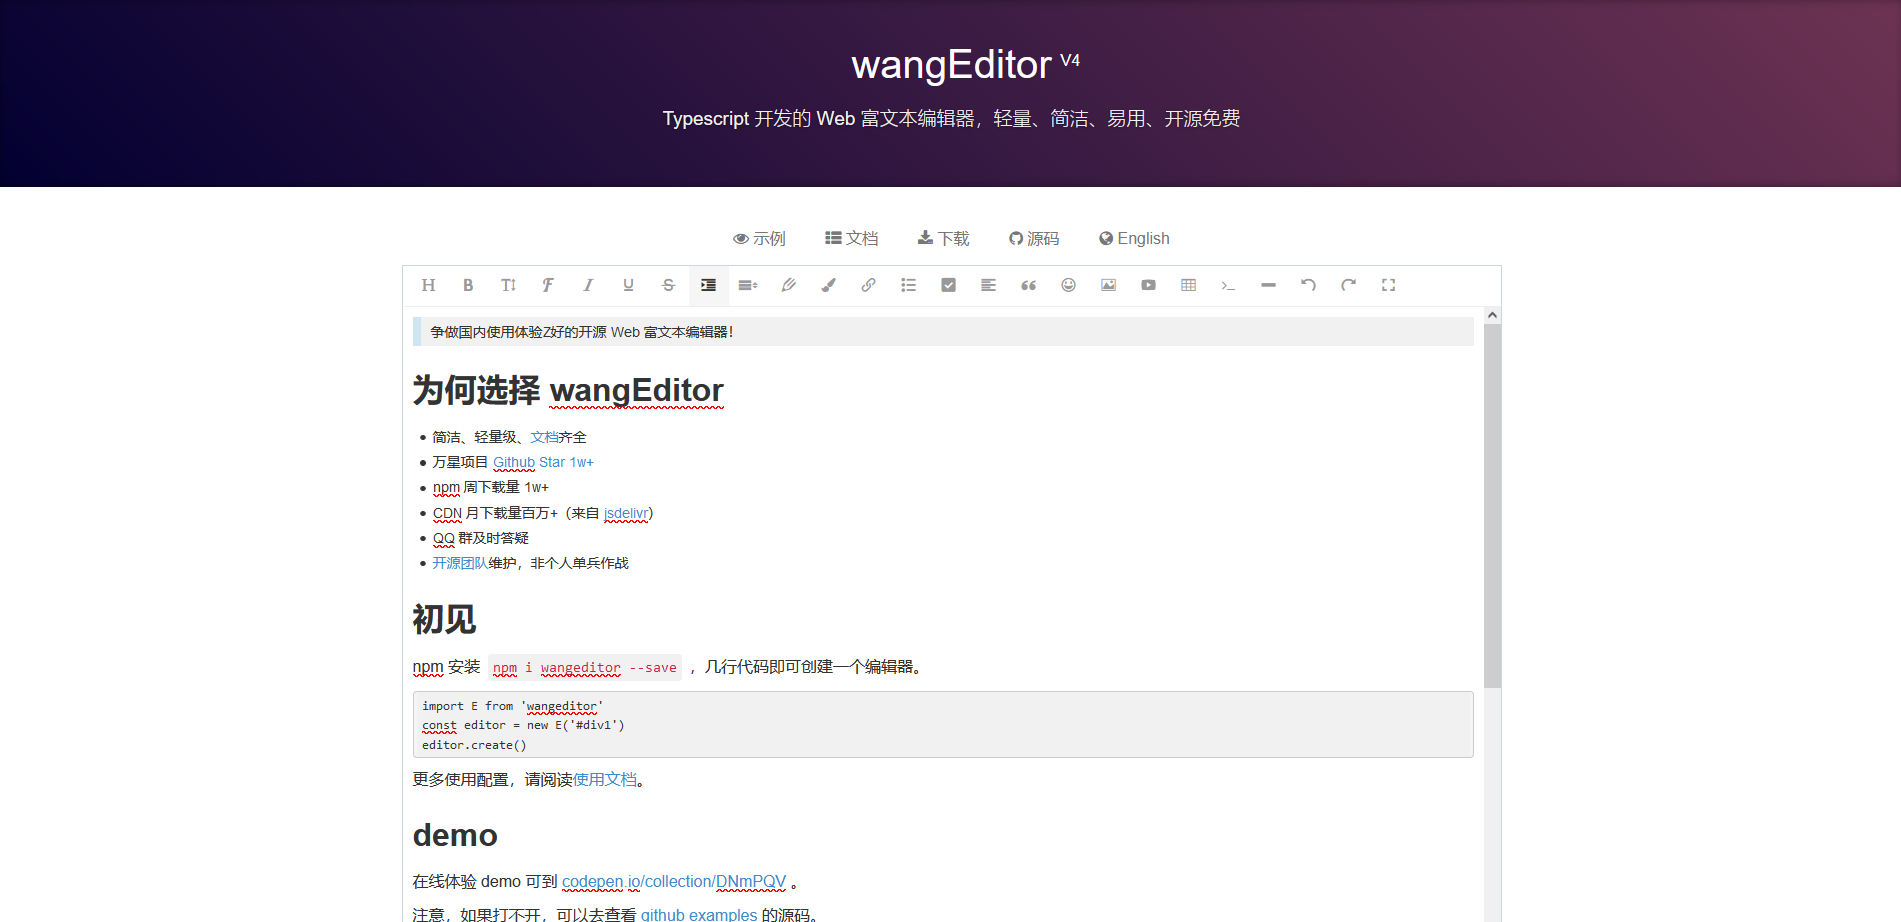 wangEditor V4
Typescript 开发的 Web 富文本编辑器，轻量、简洁、易用、开源免费
示例 文档 下载 源码 English
争做国内使用体验Z好的开源 Web 富文本编辑器！
为何选择 wangEditor
简洁、轻量级、文档齐全
万星项目 Github Star 1w+
npm 周下载量 1w+
CDN 月下载量百万+（来自 jsdelivr）
QQ 群及时答疑
开源团队维护，非个人单兵作战
初见
npm 安装 npm i wangeditor --save ，几行代码即可创建一个编辑器。
import E from 'wangeditor'
const editor = new E('#div1')
editor.create()
更多使用配置，请阅读使用文档。
demo
在线体验 demo 可到 codepen.io/collection/DNmPQV 。
注意，如果打不开，可以去查看 github examples 的源码。